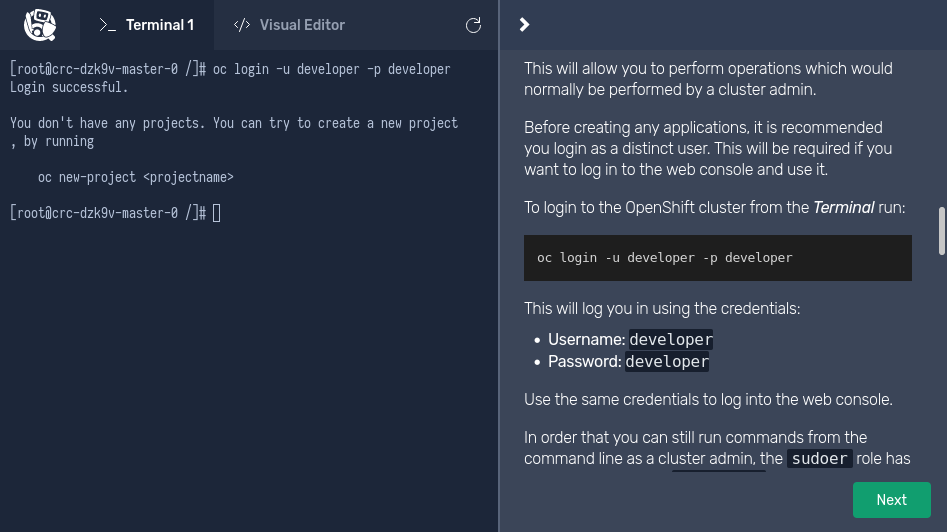 Terminal 1
Visual Editor
[root@crc-dzk9v-master-0 /]# oc login -u developer -p developer
Login successful.
You don't have any projects. You can try to create a new project
, by running
oc new-project <projectname>
[root@crc-dzk9v-master-0 /]#
This will allow you to perform operations which would
normally be performed by a cluster admin.
Before creating any applications, it is recommended
you login as a distinct user. This will be required if you
want to log in to the web console and use it.
To login to the OpenShift cluster from the Terminal run:
oc login -u developer -p developer
This will log you in using the credentials:
• Username: developer
• Password: developer
Use the same credentials to log into the web console.
In order that you can still run commands from the
command line as a cluster admin, the sudoer role has
Next